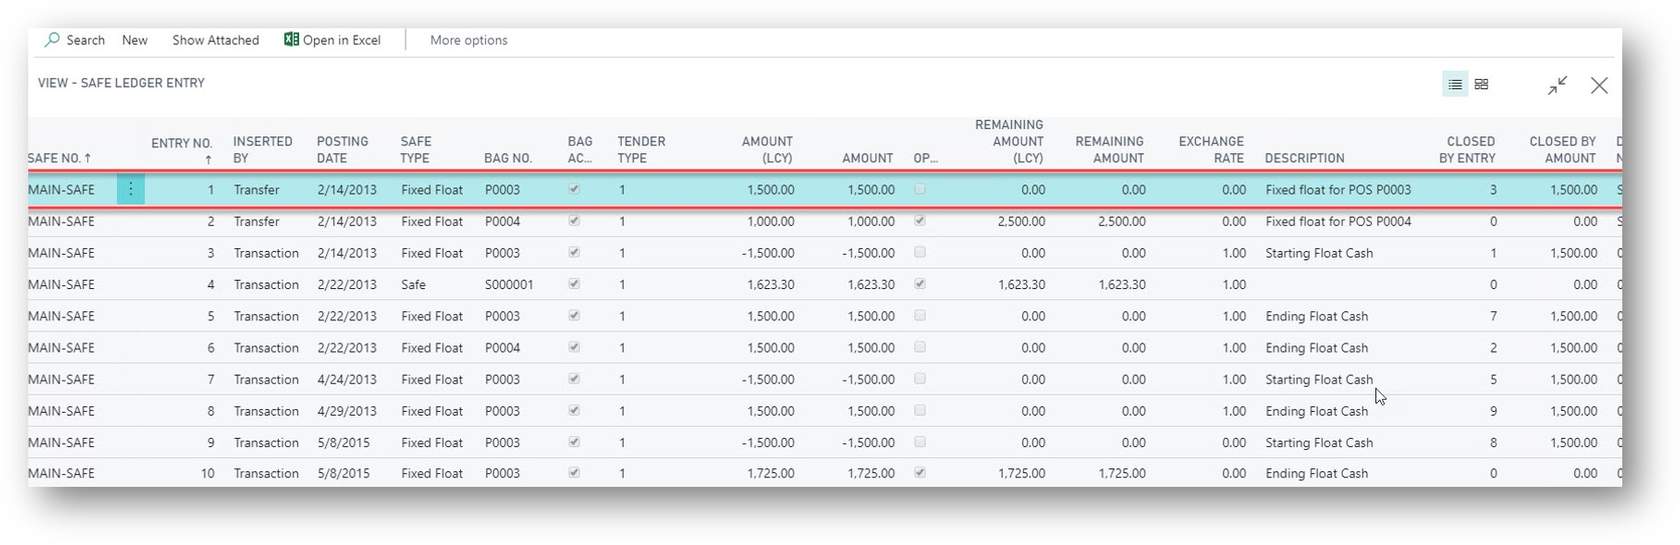 Search New Show Attached Open in Excel More options
VIEW - SAFE LEDGER ENTRY
SAFE NO. ↑ ENTRY NO. ↑ INSERTED BY POSTING DATE SAFE TYPE BAG NO. BAG AC... TENDER TYPE AMOUNT (LCY) AMOUNT OP... REMAINING AMOUNT (LCY) REMAINING AMOUNT EXCHANGE RATE DESCRIPTION CLOSED BY ENTRY CLOSED BY AMOUNT
MAIN-SAFE 1 Transfer 2/14/2013 Fixed Float P0003 1 1,500.00 1,500.00 0.00 0.00 0.00 Fixed float for POS P0003 3 1,500.00
MAIN-SAFE 2 Transfer 2/14/2013 Fixed Float P0004 1 1,000.00 1,000.00 2,500.00 2,500.00 0.00 Fixed float for POS P0004 0 0.00
MAIN-SAFE 3 Transaction 2/14/2013 Fixed Float P0003 1 -1,500.00 -1,500.00 0.00 0.00 1.00 Starting Float Cash 1 1,500.00
MAIN-SAFE 4 Transaction 2/22/2013 Safe S000001 1 1,623.30 1,623.30 1,623.30 1,623.30 1.00 0 0.00
MAIN-SAFE 5 Transaction 2/22/2013 Fixed Float P0003 1 1,500.00 1,500.00 0.00 0.00 1.00 Ending Float Cash 7 1,500.00
MAIN-SAFE 6 Transaction 2/22/2013 Fixed Float P0004 1 1,500.00 1,500.00 0.00 0.00 1.00 Ending Float Cash 2 1,500.00
MAIN-SAFE 7 Transaction 4/24/2013 Fixed Float P0003 1 -1,500.00 -1,500.00 0.00 0.00 1.00 Starting Float Cash 5 1,500.00
MAIN-SAFE 8 Transaction 4/29/2013 Fixed Float P0003 1 1,500.00 1,500.00 0.00 0.00 1.00 Ending Float Cash 9 1,500.00
MAIN-SAFE 9 Transaction 5/8/2015 Fixed Float P0003 1 -1,500.00 -1,500.00 0.00 0.00 0.00 Starting Float Cash 8 1,500.00
MAIN-SAFE 10 Transaction 5/8/2015 Fixed Float P0003 1 1,725.00 1,725.00 1,725.00 1,725.00 0.00 Ending Float Cash 0 0.00